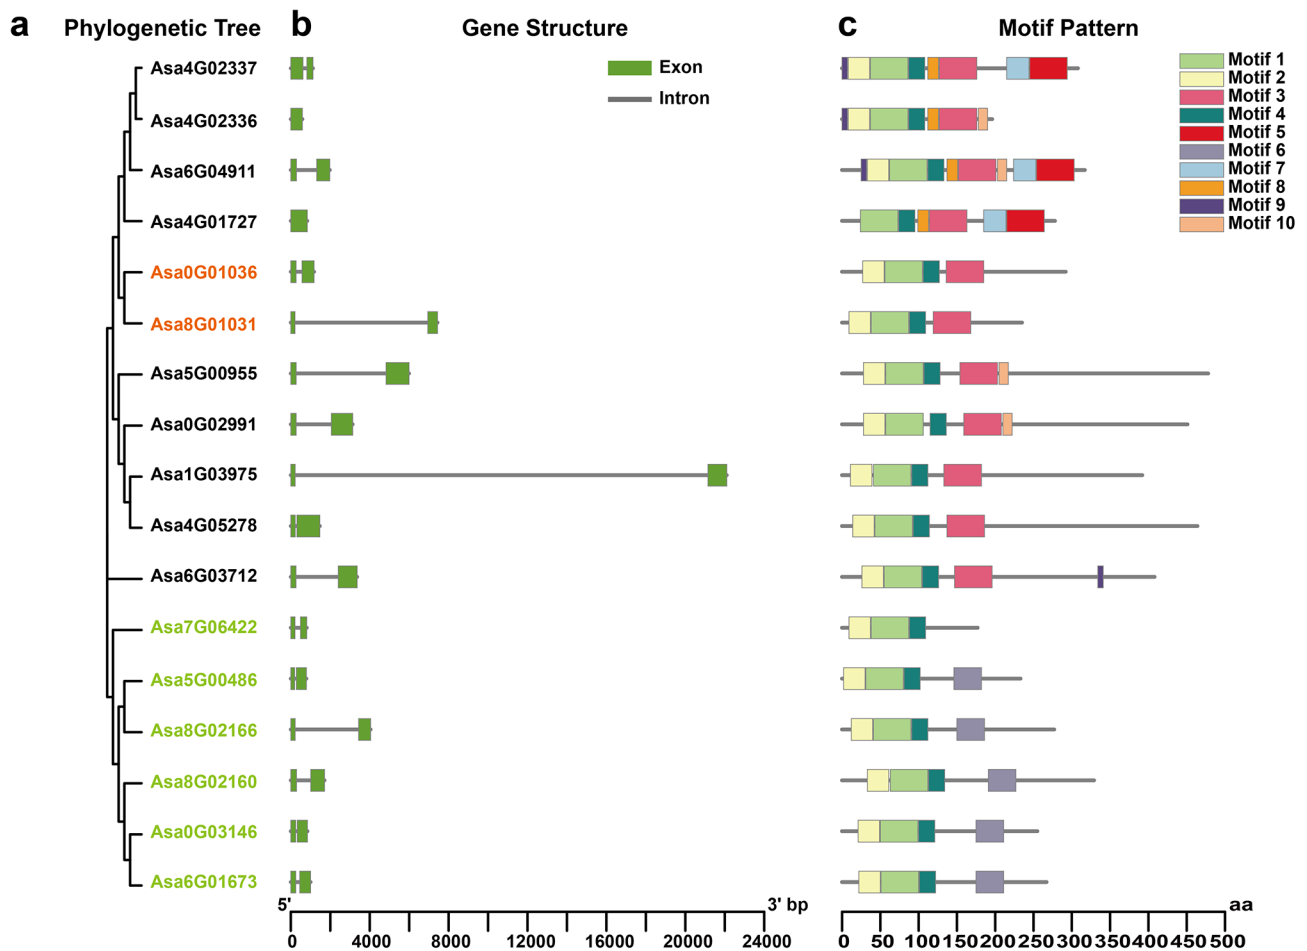 a Phylogenetic Tree b Gene Structure c Motif Pattern
Exon
Intron
Asa4G02337
Asa4G02336
Asa6G04911
Asa4G01727
Asa0G01036
Asa8G01031
Asa5G00955
Asa0G02991
Asa1G03975
Asa4G05278
Asa6G03712
Asa7G06422
Asa5G00486
Asa8G02166
Asa8G02160
Asa0G03146
Asa6G01673
Motif 1
Motif 2
Motif 3
Motif 4
Motif 5
Motif 6
Motif 7
Motif 8
Motif 9
Motif 10
5' 3' bp
0 4000 8000 12000 16000 20000 24000
aa
0 50 100 150 200 250 300 350 400 450 500